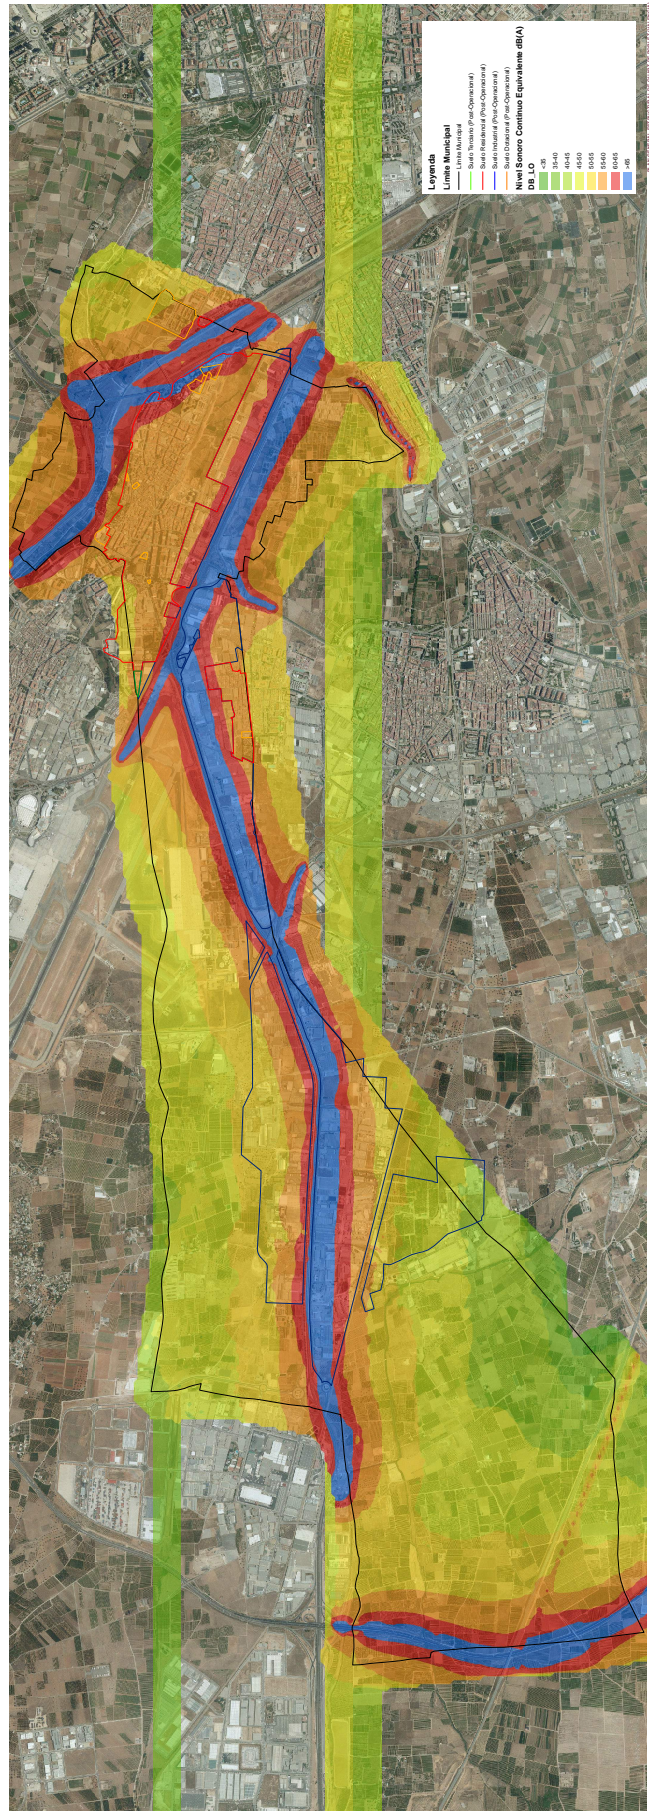 Leyenda
Límite Municipal
Límite Municipal
Suelo Terciario (Post-Operacional)
Suelo Residencial (Post-Operacional)
Suelo Industrial (Post-Operacional)
Suelo Dotacional (Post-Operacional)
Nivel Sonoro Continuo Equivalente dB(A)
DB_LO
<35
35-40
40-45
45-50
50-55
55-60
60-65
>65